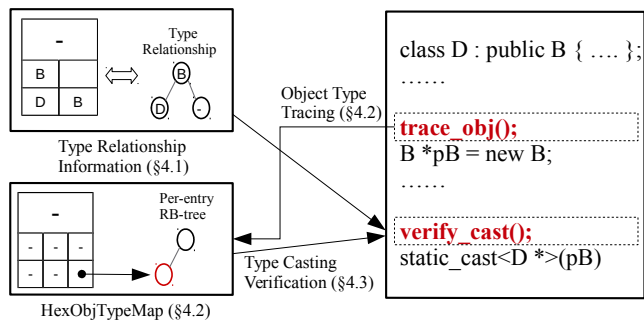 -
B
D B
Type
Relationship
B
D -
Type Relationship
Information (§4.1)
-
- - -
- -
Per-entry
RB-tree
HexObjTypeMap (§4.2)
Object Type
Tracing (§4.2)
Type Casting
Verification (§4.3)
class D : public B { .... };
......
trace_obj();
B *pB = new B;
......
verify_cast();
static_cast<D *>(pB)